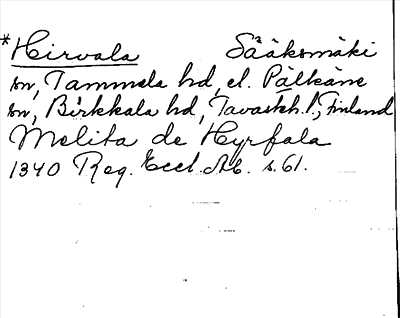 *Hirvala Sääksmäki
sn, Tammela hd, el. Pälkäne
sn, Birkkala hd, Tavasteh. l., Finland
Melita de Hyrfala
1340 Reg. Eccl. Ab. s. 61.